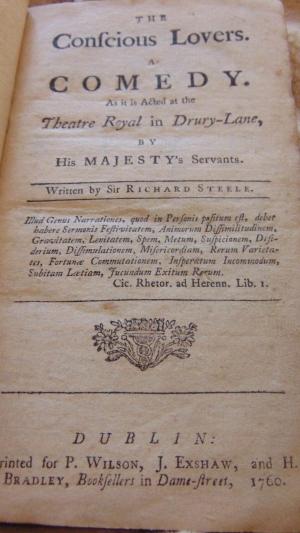 THE
Conſcious Lovers.
A
COMEDY.
As it is Acted at the
Theatre Royal in Drury-Lane,
BY
His MAJESTY's Servants.
Written by Sir RICHARD STEELE.
Illud Genus Narrationes, quod in Perſonis poſitum eſt, debet
habere Sermonis Feſtivitatem, Animorum Diſſimilitudinem,
Gravitatem, Lenitatem, Spem, Metum, Suſpicionem, Deſi-
derium, Diſſimulationem, Miſericordiam, Rerum Varieta-
tes, Fortunæ Commutationem, Inſperatum Incommodum,
Subitam Lætiam, Jucundum Exitum Rerum.
Cic. Rhetor. ad Herenn. Lib. 1.
DUBLIN:
rinted for P. WILSON, J. EXSHAW, and H.
BRADLEY, Bookſellers in Dame-ſtreet, 1760.